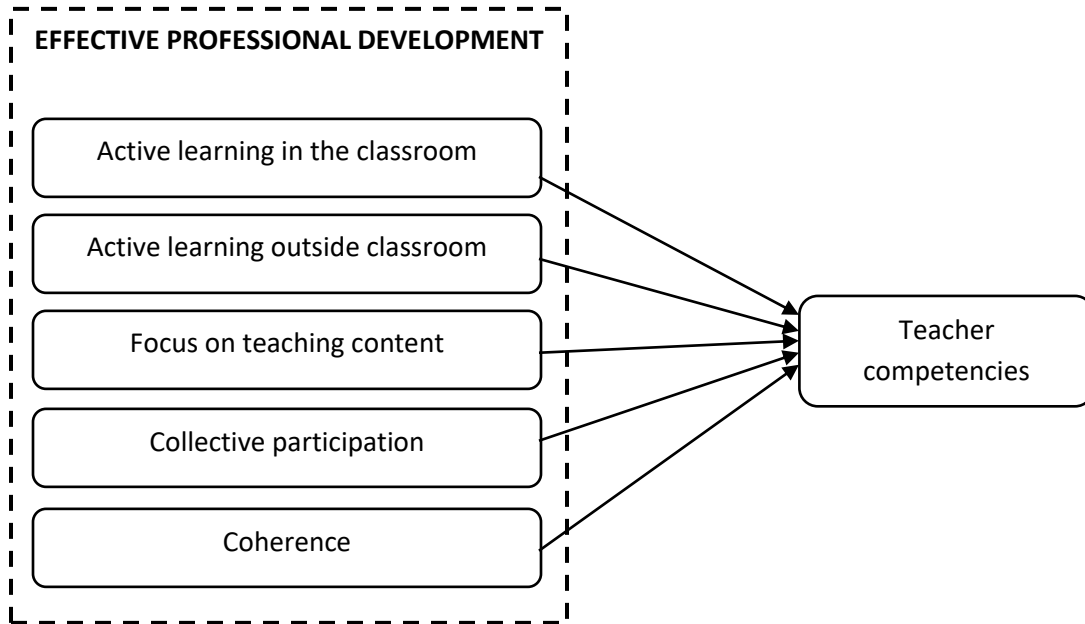 EFFECTIVE PROFESSIONAL DEVELOPMENT
Active learning in the classroom
Active learning outside classroom
Focus on teaching content
Collective participation
Coherence
Teacher
competencies